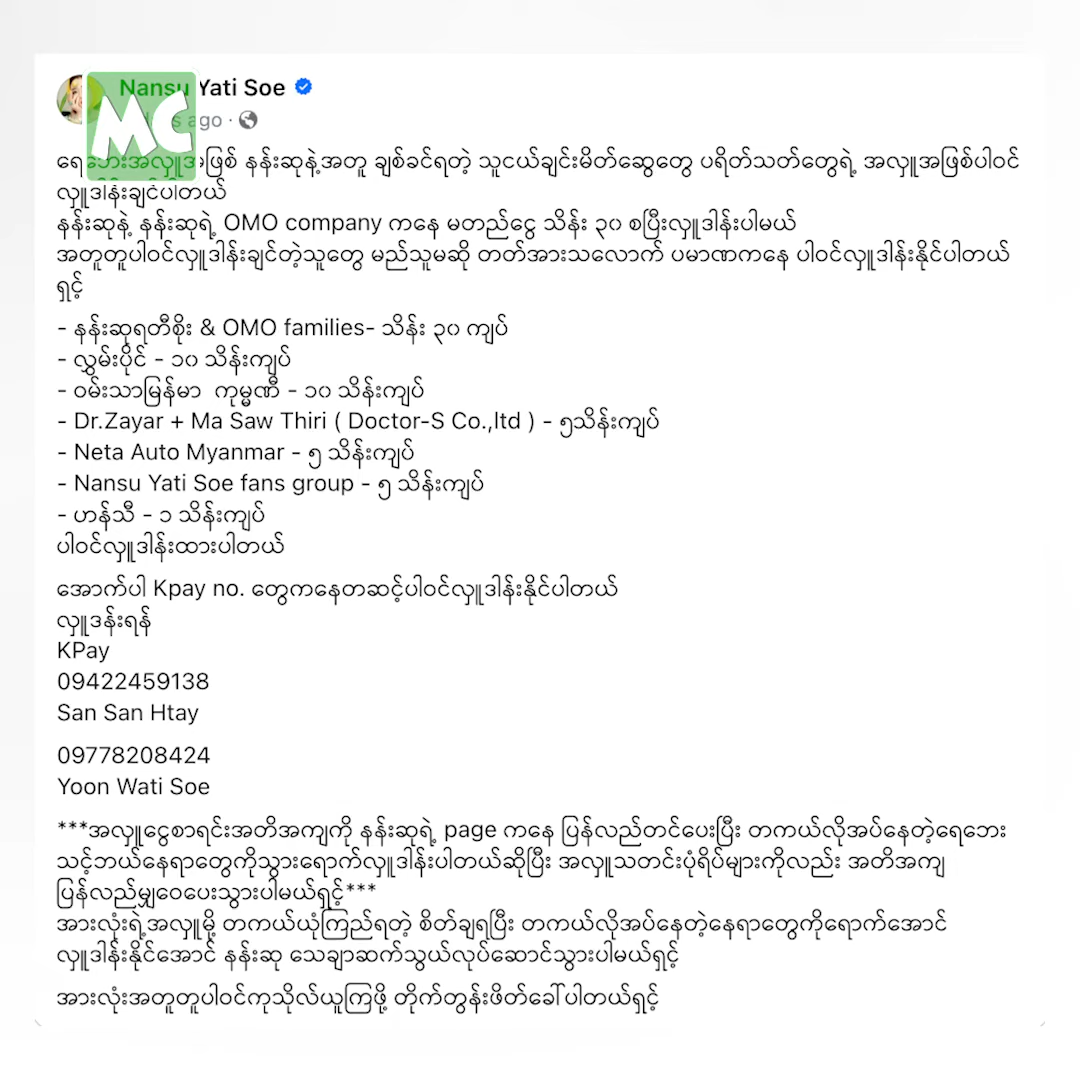 Nansu Yati Soe
ago
MC
ရေဘေးအလှူအဖြစ် နန်းဆုနဲ့အတူ ချစ်ခင်ရတဲ့ သူငယ်ချင်းမိတ်ဆွေတွေ ပရိတ်သတ်တွေရဲ့ အလှူအဖြစ်ပါဝင်
လှူဒါန်းချင်ပါတယ်
နန်းဆုနဲ့ နန်းဆုရဲ့ OMO company ကနေ မတည်ငွေ သိန်း ၃၀ စပြီးလှူဒါန်းပါမယ်
အတူတူပါဝင်လှူဒါန်းချင်တဲ့သူတွေ မည်သူမဆို တတ်အားသလောက် ပမာဏကနေ ပါဝင်လှူဒါန်းနိုင်ပါတယ်
ရှင့်
- နန်းဆုရတီစိုး & OMO families- သိန်း ၃၀ ကျပ်
- လွှမ်းပိုင် - ၁၀ သိန်းကျပ်
- ဝမ်းသာမြန်မာ ကုမ္မဏီ - ၁၀ သိန်းကျပ်
- Dr.Zayar + Ma Saw Thiri ( Doctor-S Co.,ltd ) - ၅သိန်းကျပ်
- Neta Auto Myanmar - ၅ သိန်းကျပ်
- Nansu Yati Soe fans group - ၅ သိန်းကျပ်
- ဟန်သီ - ၁ သိန်းကျပ်
ပါဝင်လှူဒါန်းထားပါတယ်
အောက်ပါ Kpay no. တွေကနေတဆင့်ပါဝင်လှူဒါန်းနိုင်ပါတယ်
လှူဒန်းရန်
KPay
09422459138
San San Htay
09778208424
Yoon Wati Soe
***အလှူငွေစာရင်းအတိအကျကို နန်းဆုရဲ့ page ကနေ ပြန်လည်တင်ပေးပြီး တကယ်လိုအပ်နေတဲ့ရေဘေး
သင့်ဘယ်နေရာတွေကိုသွားရောက်လှူဒါန်းပါတယ်ဆိုပြီး အလှူသတင်းပုံရိပ်များကိုလည်း အတိအကျ
ပြန်လည်မျှဝေပေးသွားပါမယ်ရှင့်***
အားလုံးရဲ့အလှူမို့ တကယ်ယုံကြည်ရတဲ့ စိတ်ချရပြီး တကယ်လိုအပ်နေတဲ့နေရာတွေကိုရောက်အောင်
လှူဒါန်းနိုင်အောင် နန်းဆု သေချာဆက်သွယ်လုပ်ဆောင်သွားပါမယ်ရှင့်
အားလုံးအတူတူပါဝင်ကုသိုလ်ယူကြဖို့ တိုက်တွန်းဖိတ်ခေါ်ပါတယ်ရှင့်